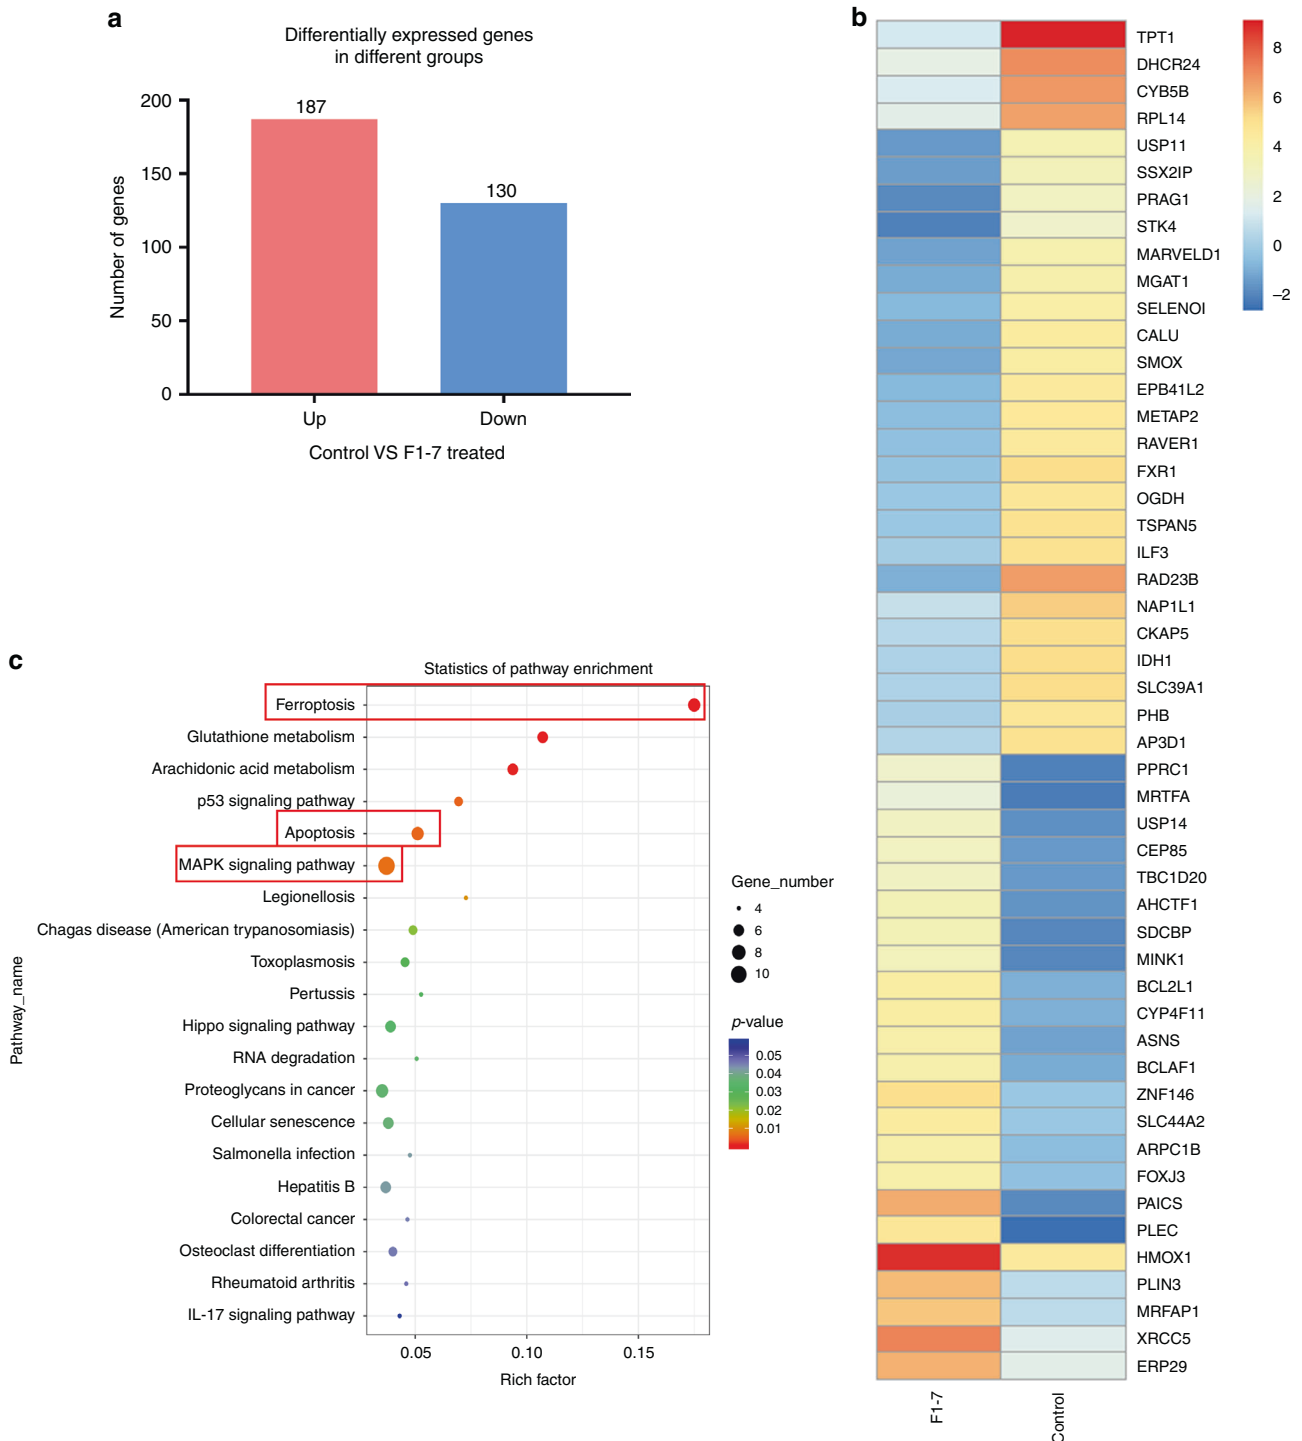 a
Differentially expressed genes
in different groups
200
150
100
50
0
Number of genes
187
130
Up
Down
Control VS F1-7 treated
b
TPT1
DHCR24
CYB5B
RPL14
USP11
SSX2IP
PRAG1
STK4
MARVELD1
MGAT1
SELENOI
CALU
SMOX
EPB41L2
METAP2
RAVER1
FXR1
OGDH
TSPAN5
ILF3
RAD23B
NAP1L1
CKAP5
IDH1
SLC39A1
PHB
AP3D1
PPRC1
MRTFA
USP14
CEP85
TBC1D20
AHCTF1
SDCBP
MINK1
BCL2L1
CYP4F11
ASNS
BCLAF1
ZNF146
SLC44A2
ARPC1B
FOXJ3
PAICS
PLEC
HMOX1
PLIN3
MRFAP1
XRCC5
ERP29
F1-7
Control
8
6
4
2
0
–2
c
Statistics of pathway enrichment
Pathway_name
Ferroptosis
Glutathione metabolism
Arachidonic acid metabolism
p53 signaling pathway
Apoptosis
MAPK signaling pathway
Legionellosis
Chagas disease (American trypanosomiasis)
Toxoplasmosis
Pertussis
Hippo signaling pathway
RNA degradation
Proteoglycans in cancer
Cellular senescence
Salmonella infection
Hepatitis B
Colorectal cancer
Osteoclast differentiation
Rheumatoid arthritis
IL-17 signaling pathway
0.05
0.10
0.15
Rich factor
Gene_number
4
6
8
10
p-value
0.05
0.04
0.03
0.02
0.01